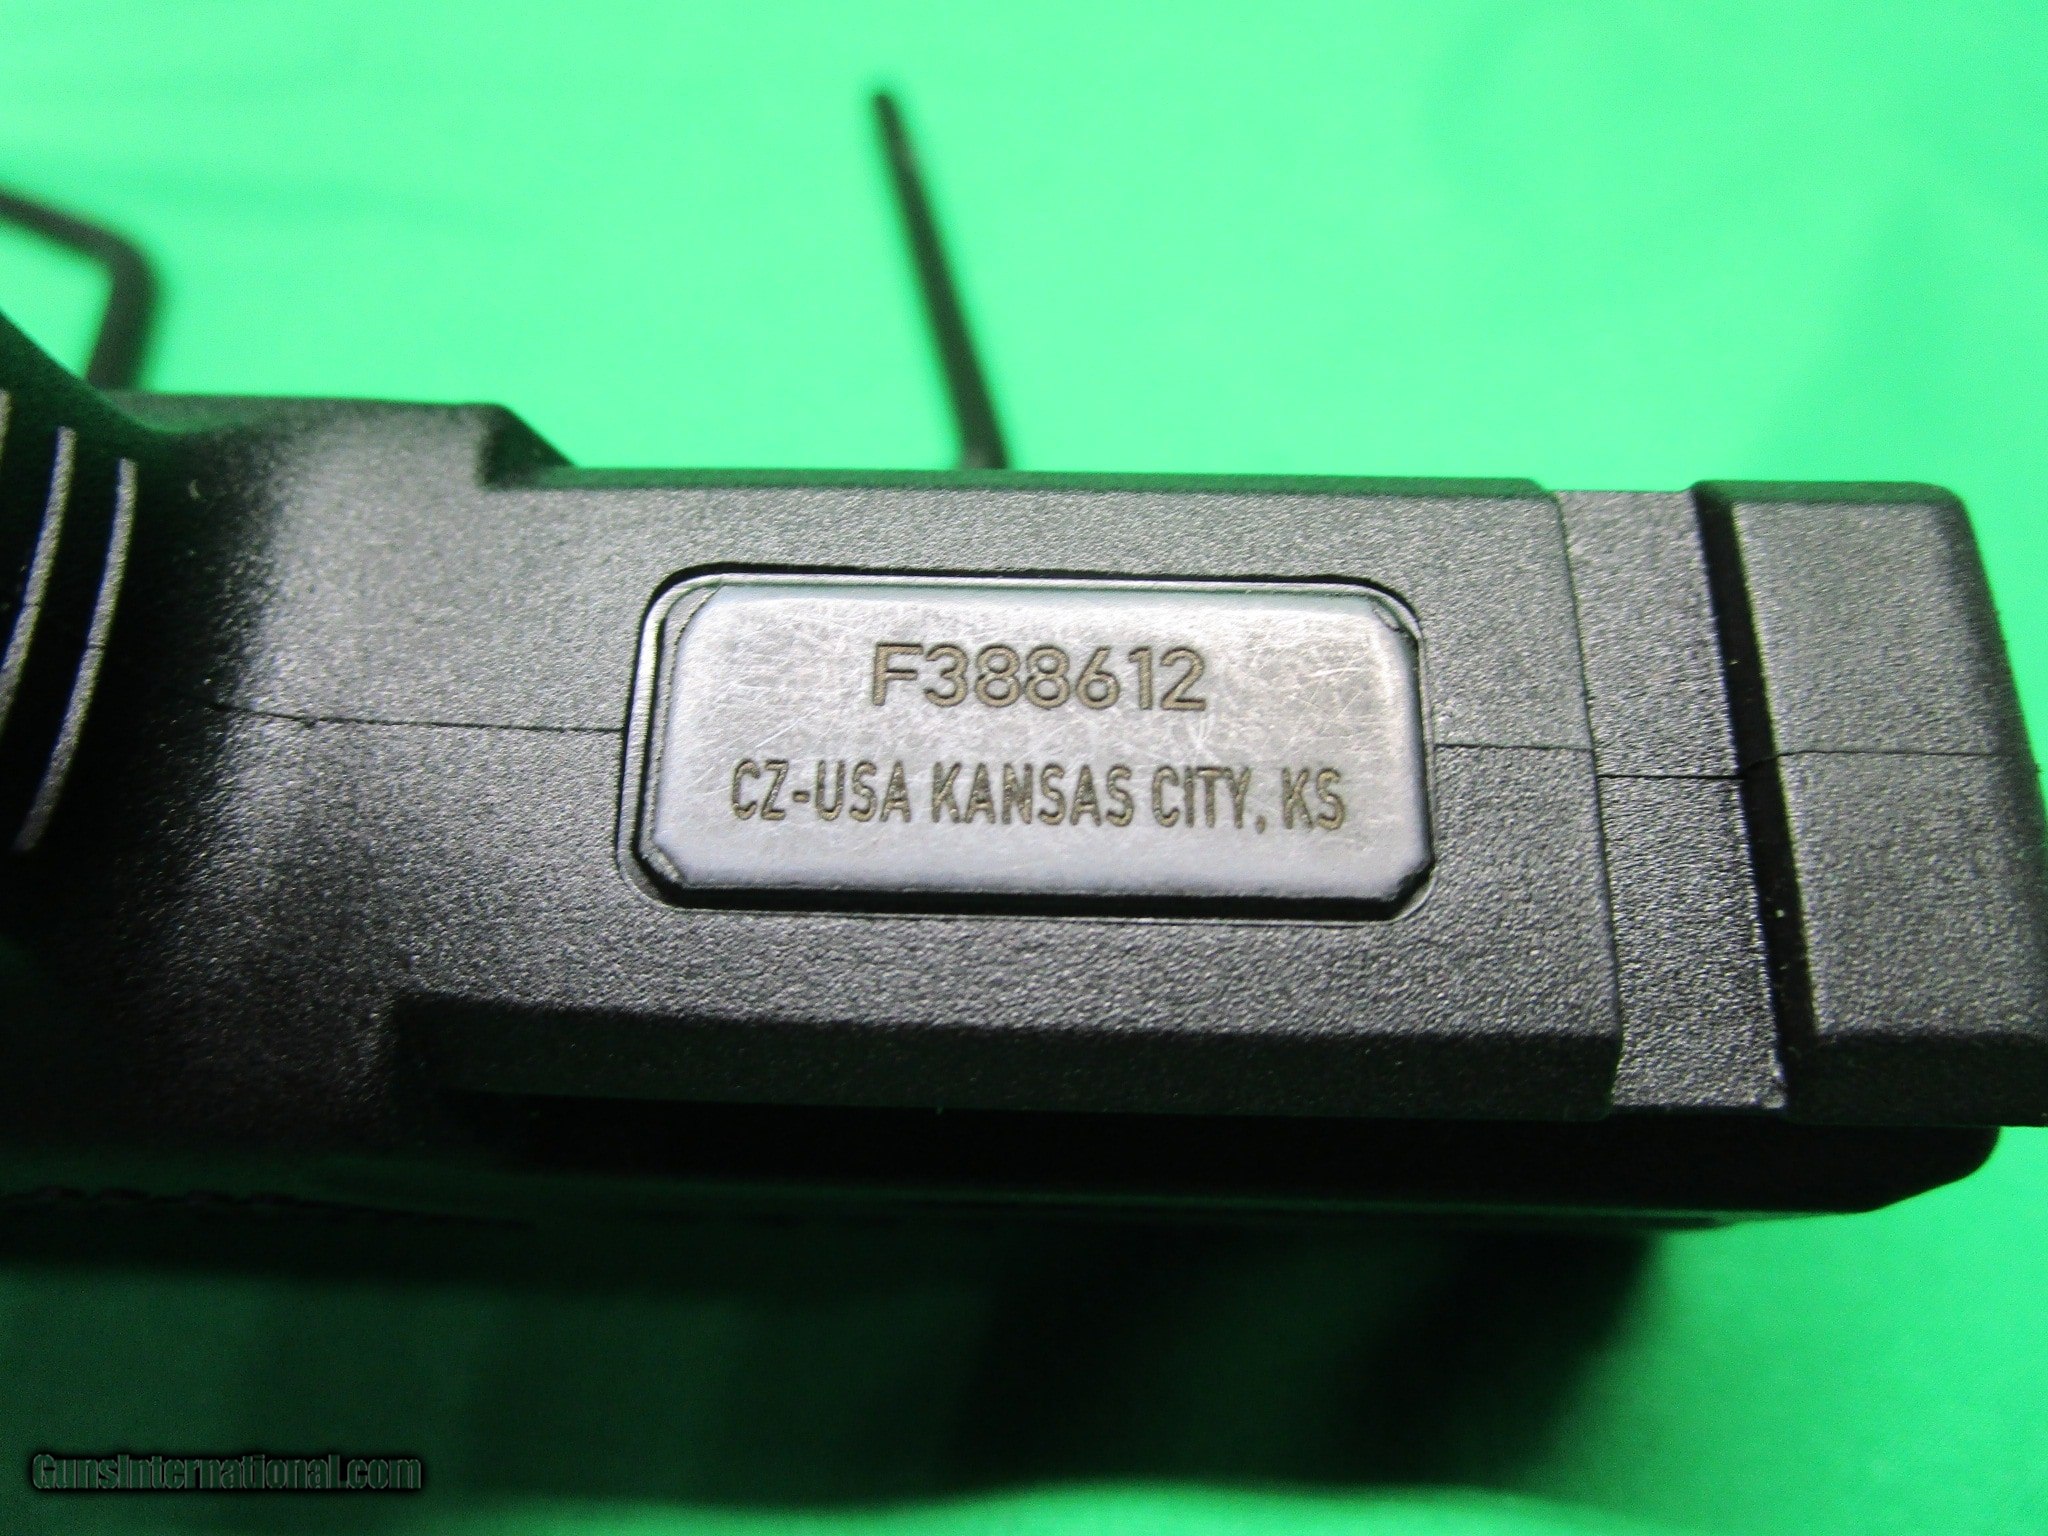 F388612
CZ-USA KANSAS CITY, KS
GunsInternational.com